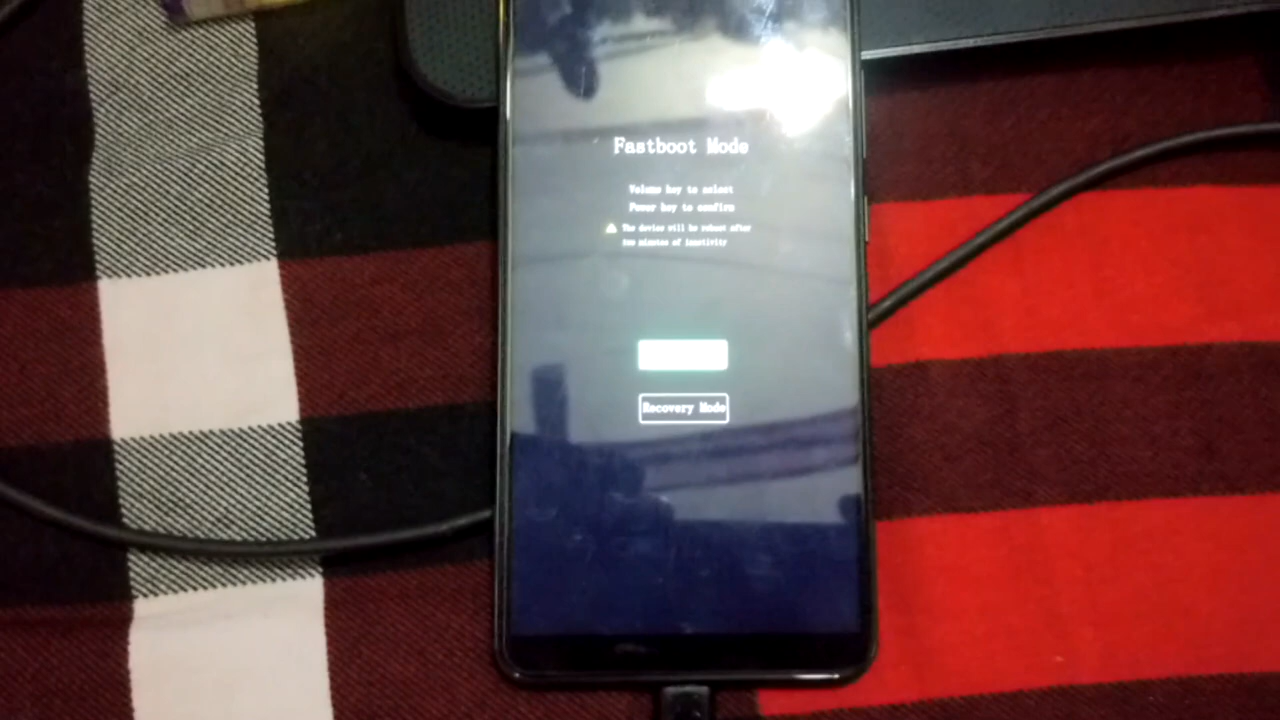 Fastboot Mode
Volume key to select
Power key to confirm
The device will be reboot after
two minutes of inactivity
Recovery Mode